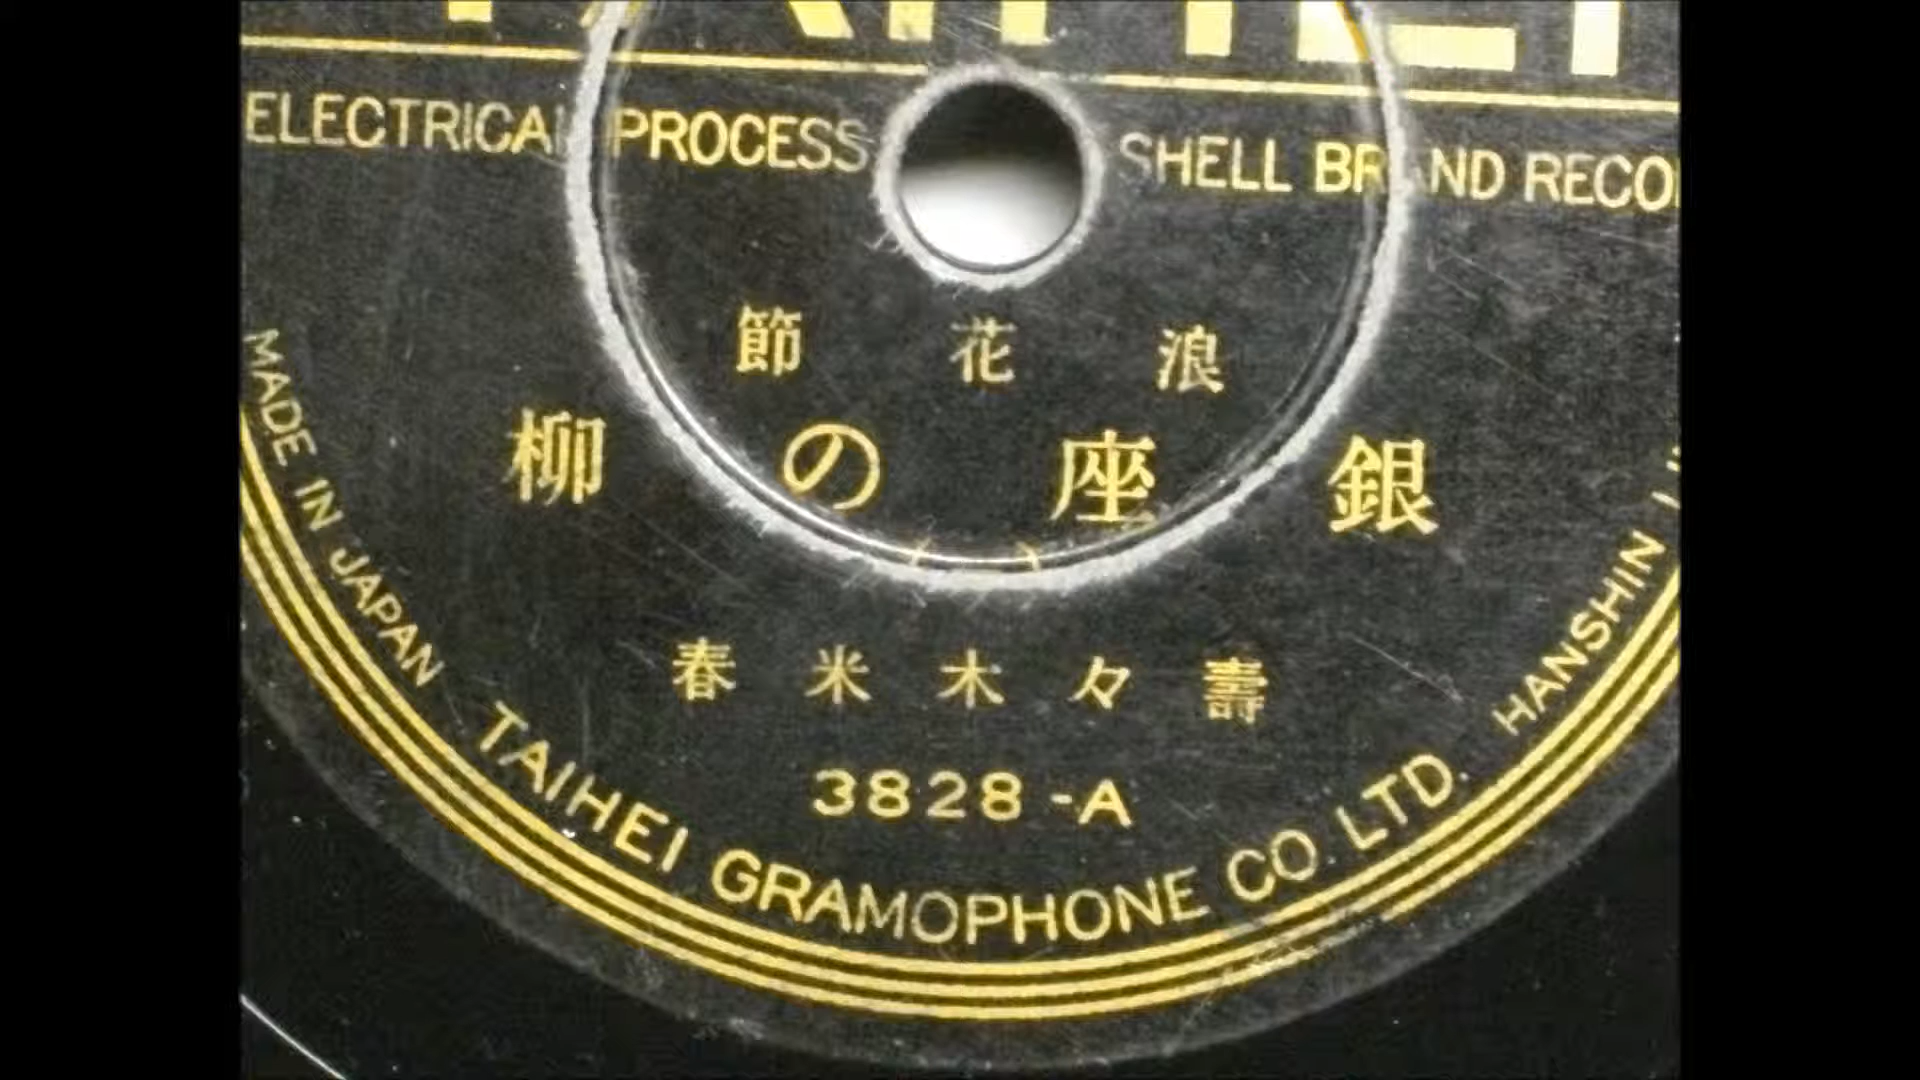 ELECTRICAL PROCESS SHELL BRAND RECO
節花浪
柳の座銀
( )
春米木々壽
3828-A
MADE IN JAPAN TAIHEI GRAMOPHONE CO LTD. HANSHIN